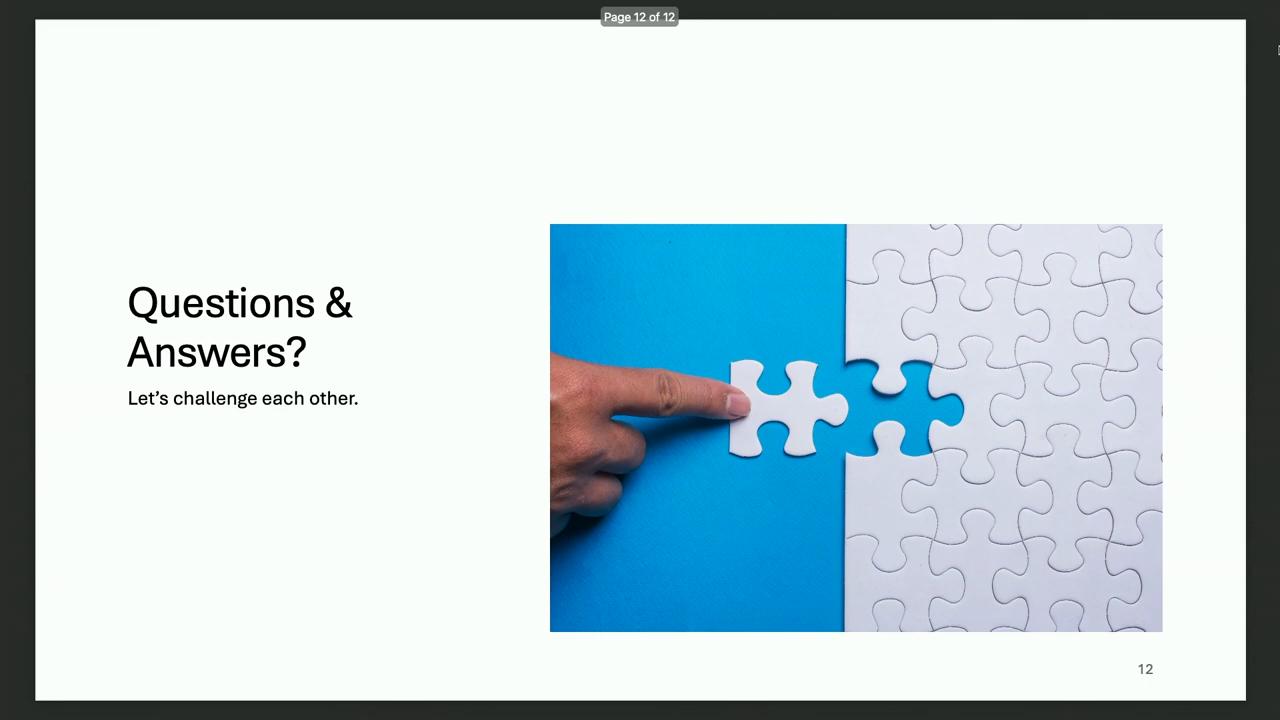 Page 12 of 12
Questions &
Answers?
Let’s challenge each other.
12